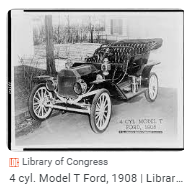 4 CYL. MODEL T
FORD, 1908
Library of Congress
4 cyl. Model T Ford, 1908 | Librar...